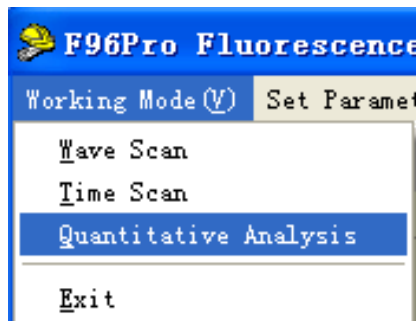 F96Pro Fluorescence
Working Mode(V) Set Paramet
Wave Scan
Time Scan
Quantitative Analysis
Exit